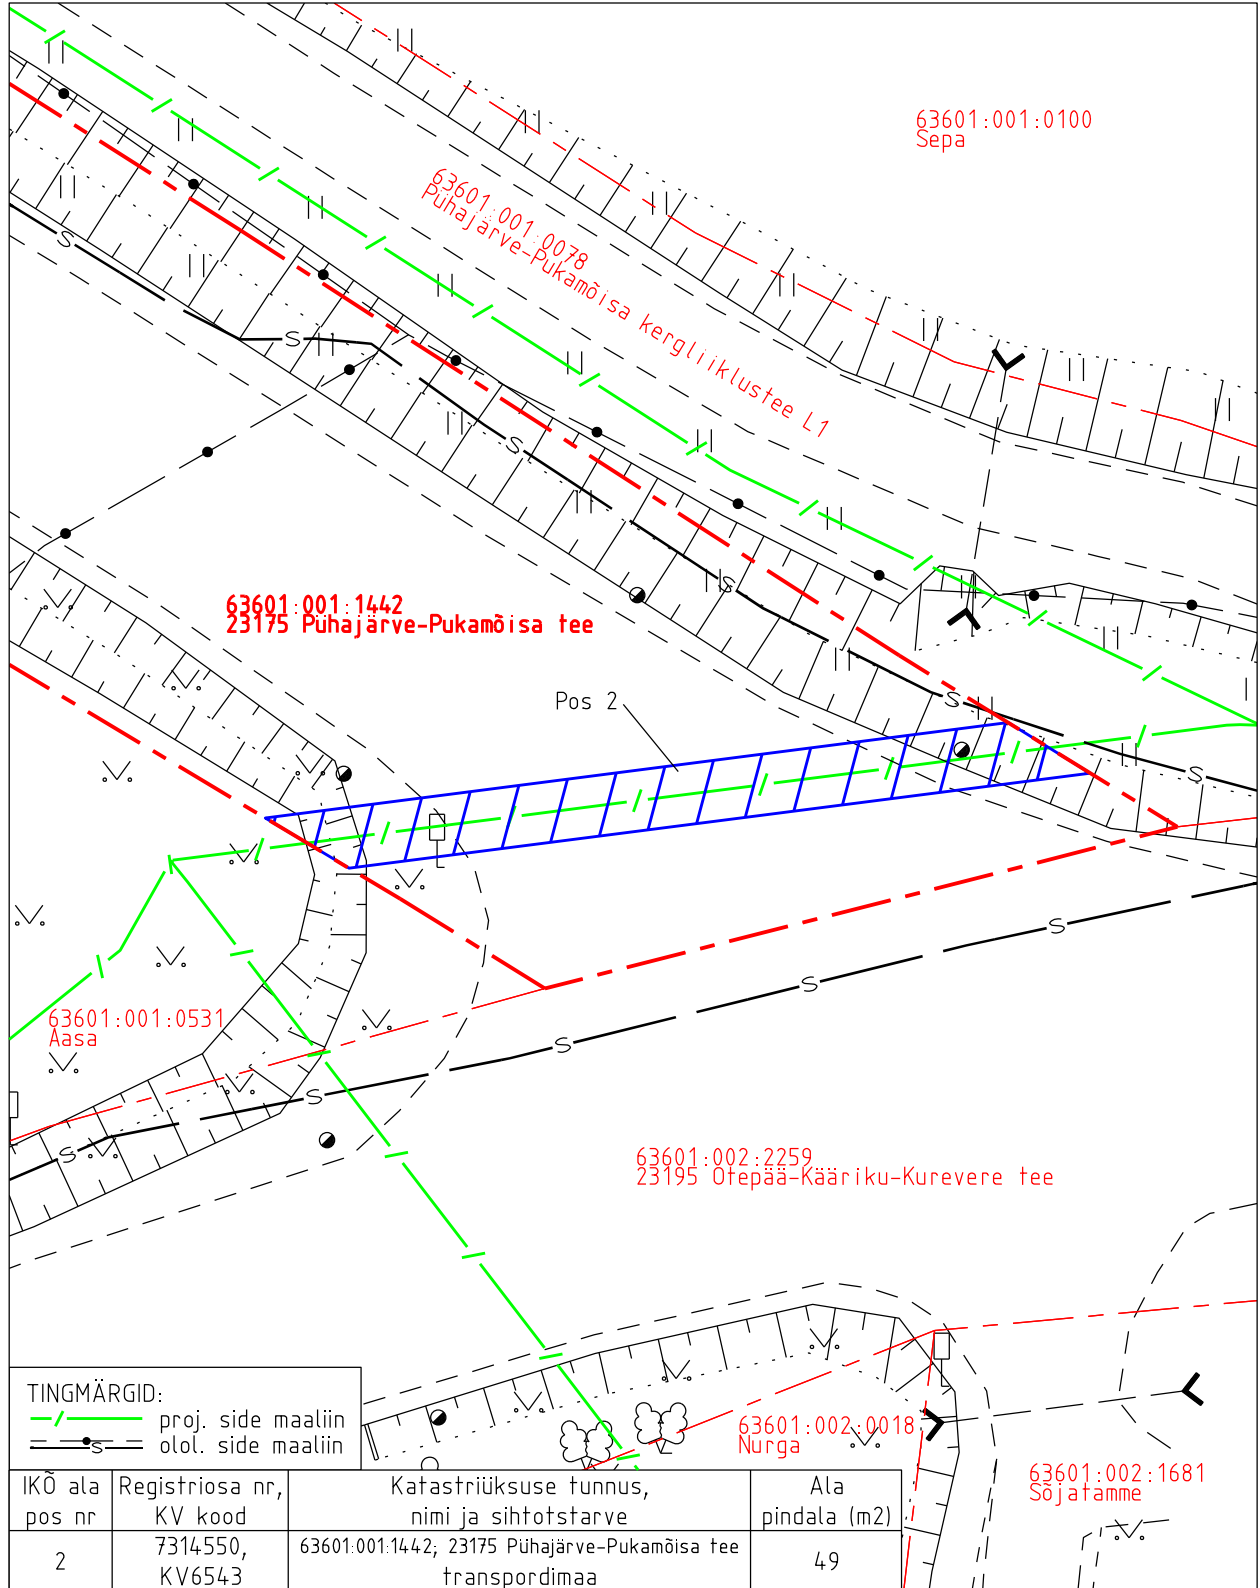 63601:001:0100
Sepa
63601:001:0078
Pühajärve-Pukamõisa kergliiklustee L1
S
S
S
S
63601:001:1442
23175 Pühajärve-Pukamõisa tee
Pos 2
S
S
S
S
S
63601:001:0531
Aasa
S
S
63601:002:2259
23195 Otepää-Kääriku-Kurevere tee
TINGMÄRGID:
proj. side maaliin
S
olol. side maaliin
63601:002:0018
Nurga
63601:002:1681
Sõjatamme
IKÕ ala pos nr
Registriosa nr, KV kood
Katastriüksuse tunnus, nimi ja sihtotstarve
Ala pindala (m2)
2
7314550, KV6543
63601:001:1442; 23175 Pühajärve-Pukamõisa tee transpordimaa
49